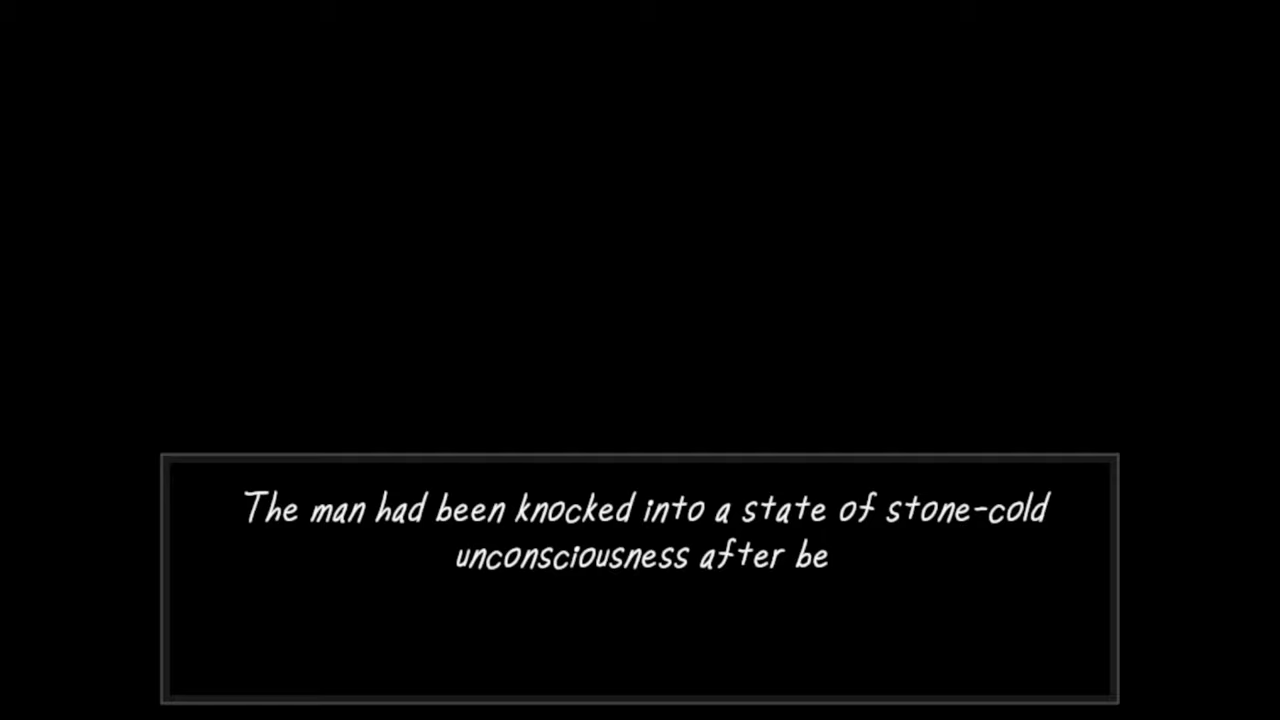 The man had been knocked into a state of stone-cold
unconsciousness after be